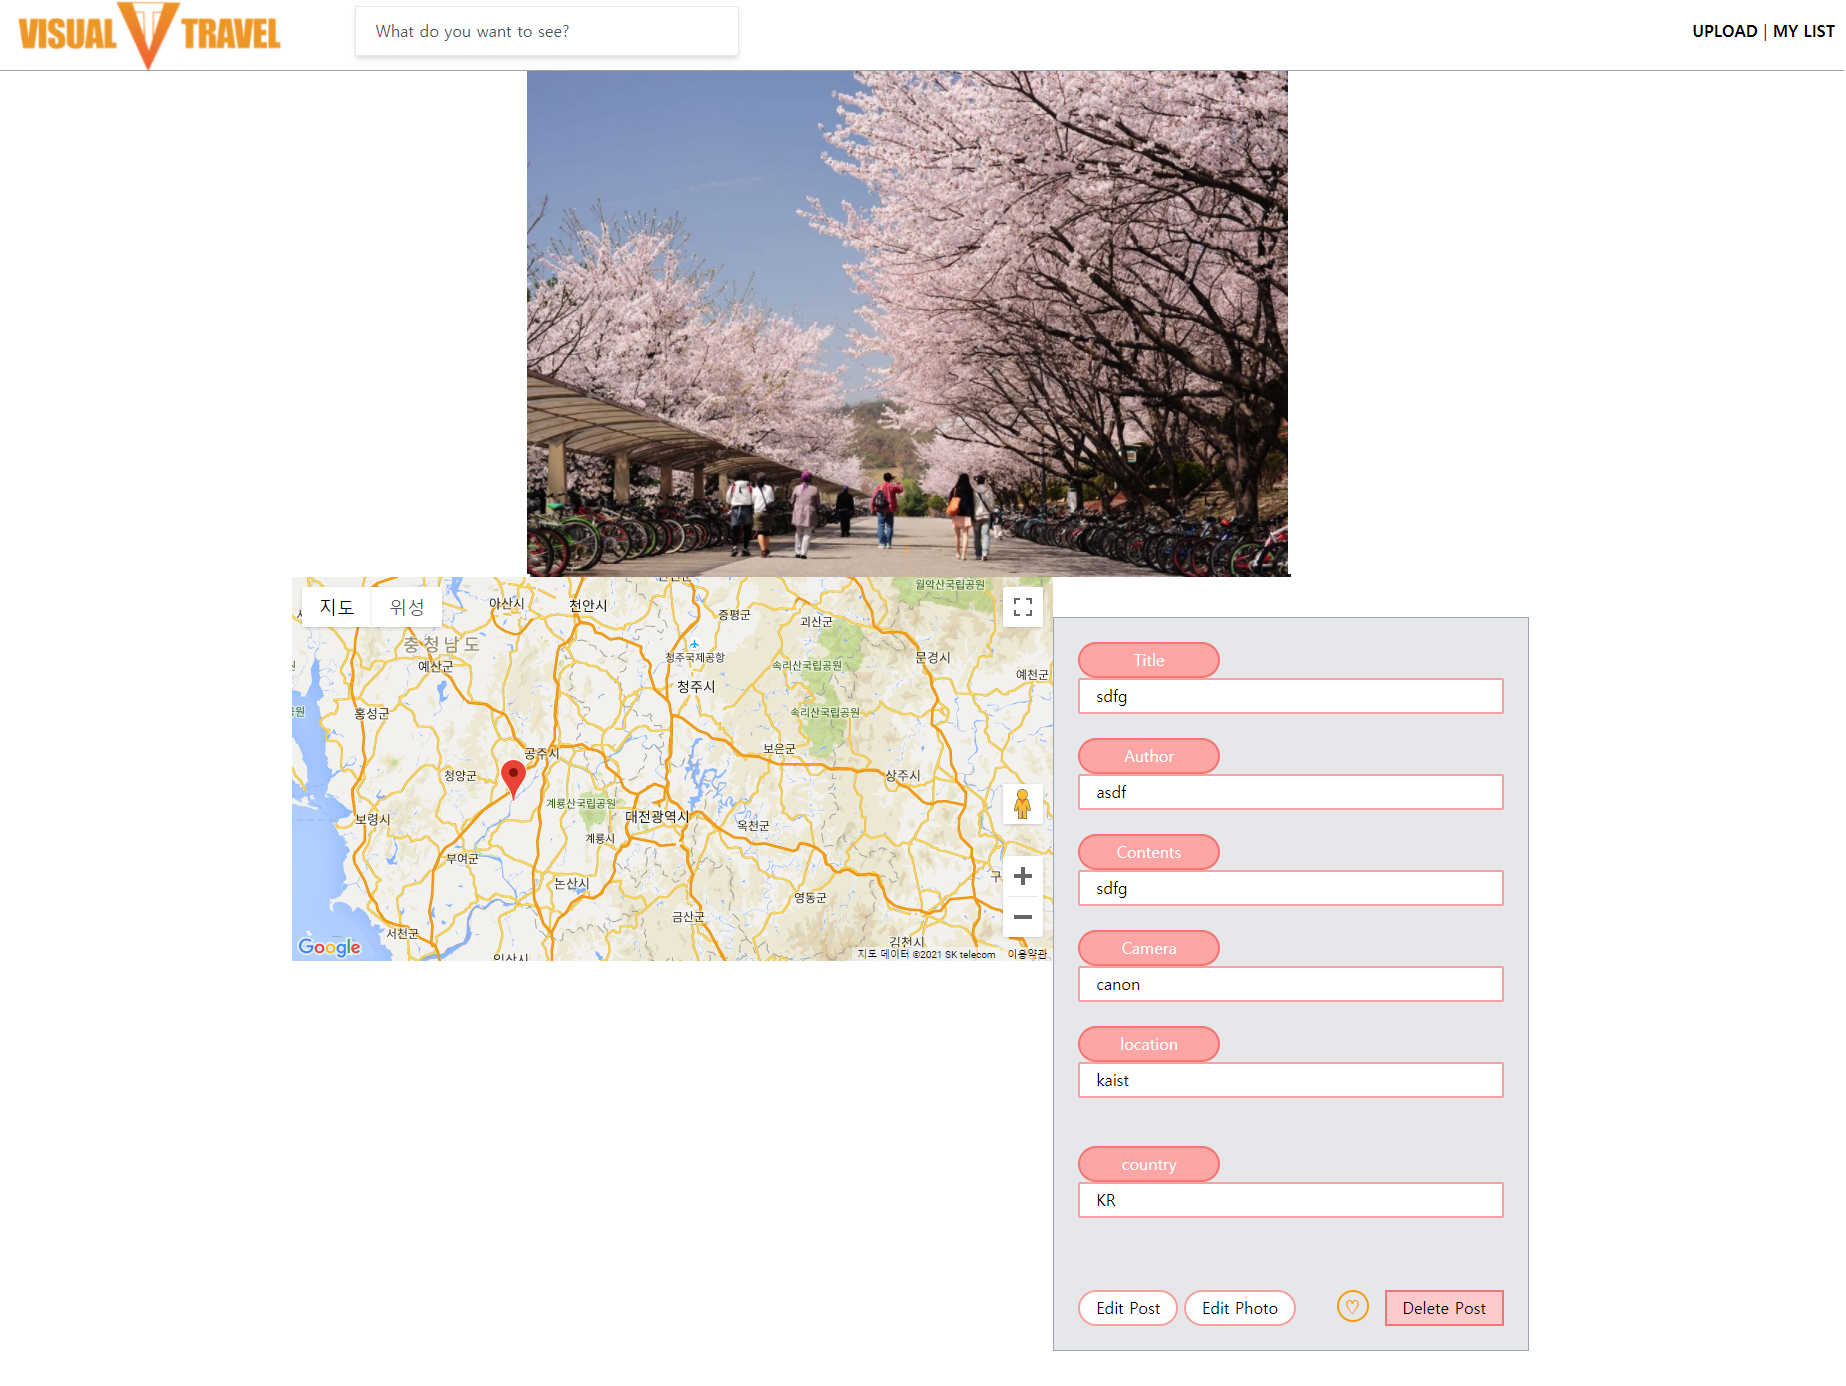 VISUAL TRAVEL
What do you want to see?
UPLOAD | MY LIST
지도 위성
월악산국립공원
아산시
천안시
증평군
괴산군
충청남도
예산군
청주국제공항
속리산국립공원
문경시
예천군
청주시
원
홍성군
속리산국립공원
공주시
보은군
청양군
상주시
계룡산국립공원
보령시
대전광역시
옥천군
계룡시
부여군
논산시
구
영동군
금산군
서천군
김천시
익산시
Google
지도 데이터 ©2021 SK telecom 이용약관
Title
sdfg
Author
asdf
Contents
sdfg
Camera
canon
location
kaist
country
KR
Edit Post Edit Photo ♡ Delete Post